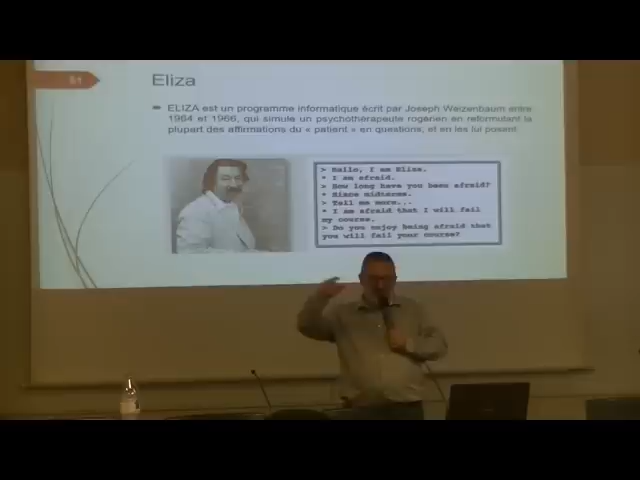 51
Eliza
ELIZA est un programme informatique écrit par Joseph Weizenbaum entre
1964 et 1966, qui simule un psychothérapeute rogérien en reformutant la
plupart des affirmations du « patient » en questions, et en les lui posant.
> Hello, I am Eliza.
* I am afraid.
> How long have you been afraid?
* Since midterms.
> Tell me more...
* I am afraid that I will fail
my course.
> Do you enjoy being afraid that
you will fail your course?